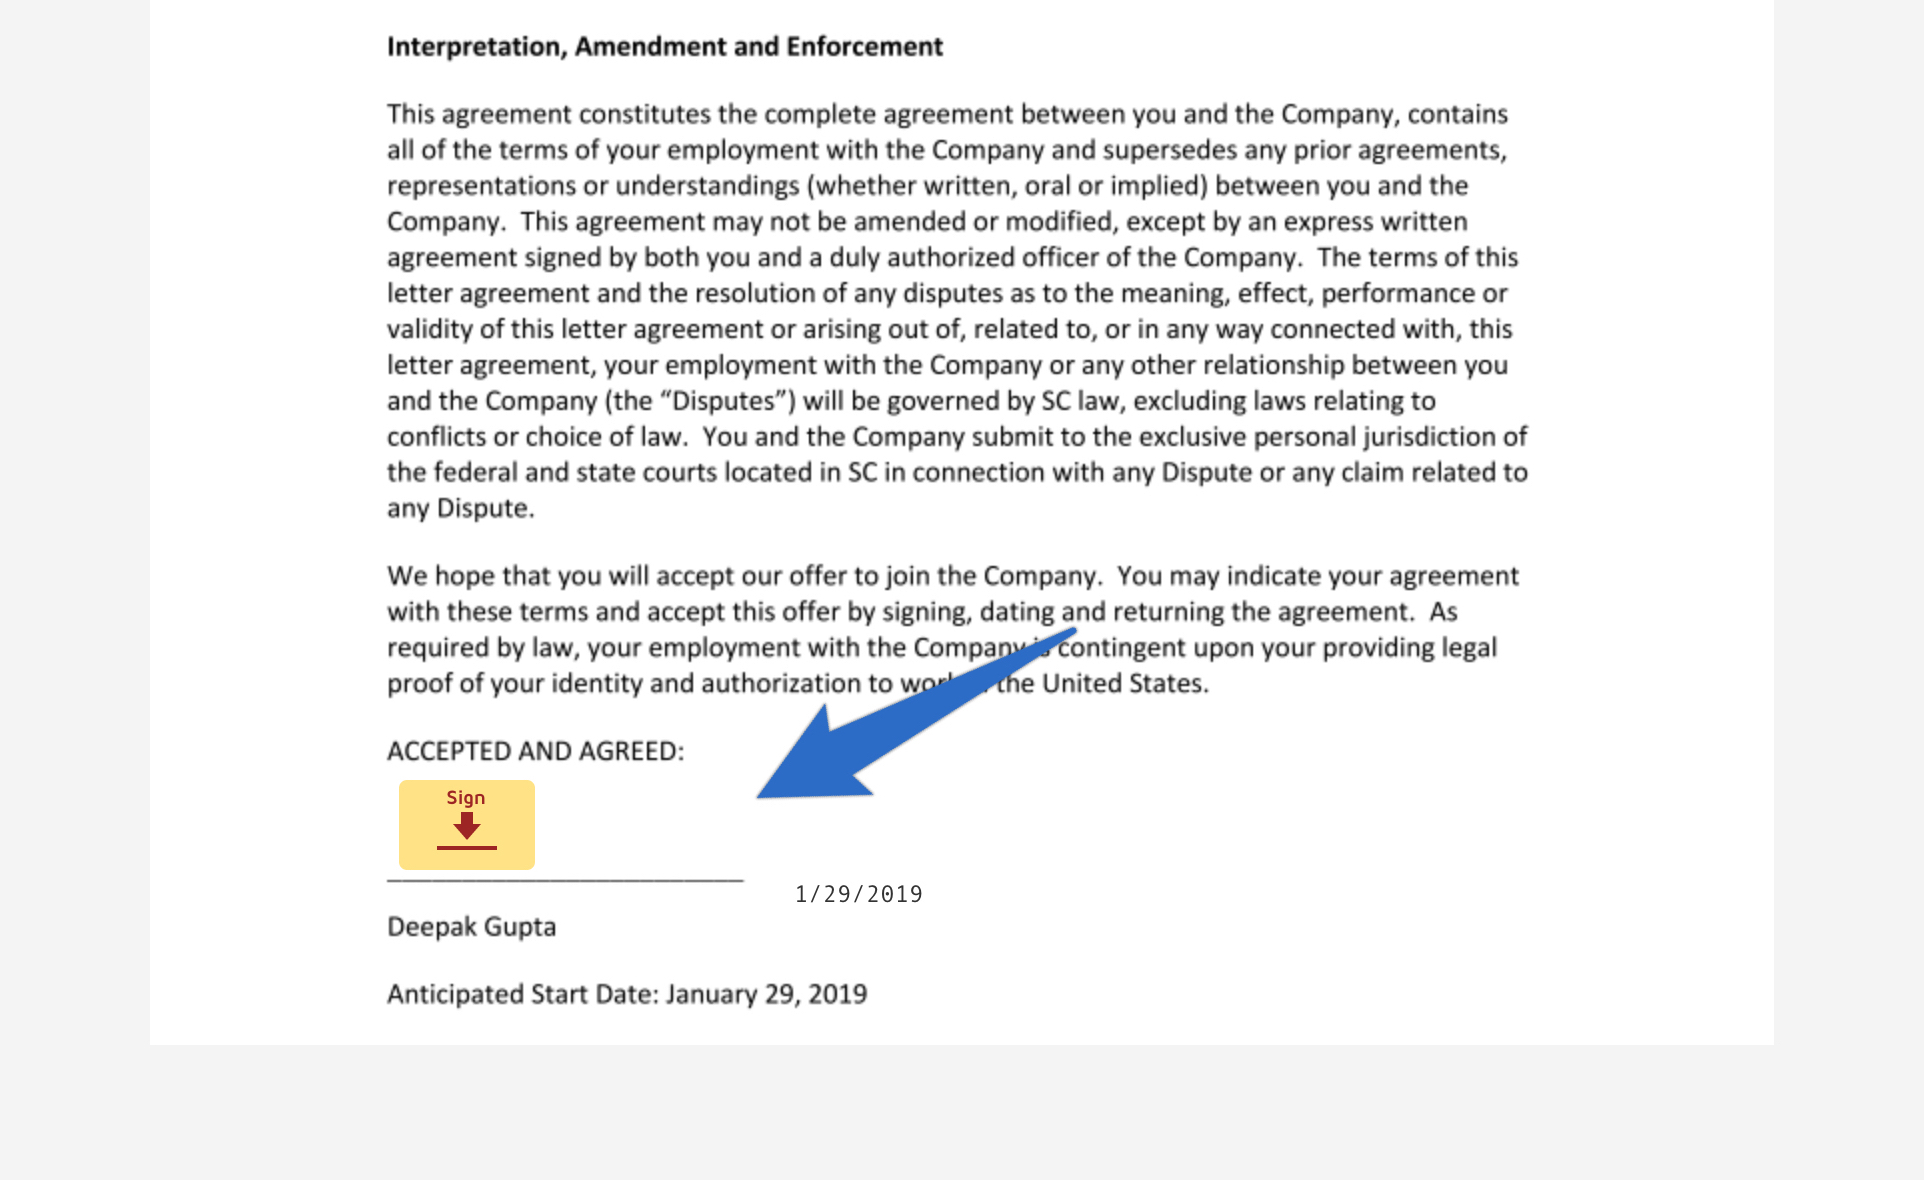 Interpretation, Amendment and Enforcement
This agreement constitutes the complete agreement between you and the Company, contains
all of the terms of your employment with the Company and supersedes any prior agreements,
representations or understandings (whether written, oral or implied) between you and the
Company.  This agreement may not be amended or modified, except by an express written
agreement signed by both you and a duly authorized officer of the Company.  The terms of this
letter agreement and the resolution of any disputes as to the meaning, effect, performance or
validity of this letter agreement or arising out of, related to, or in any way connected with, this
letter agreement, your employment with the Company or any other relationship between you
and the Company (the “Disputes”) will be governed by SC law, excluding laws relating to
conflicts or choice of law.  You and the Company submit to the exclusive personal jurisdiction of
the federal and state courts located in SC in connection with any Dispute or any claim related to
any Dispute.
We hope that you will accept our offer to join the Company.  You may indicate your agreement
with these terms and accept this offer by signing, dating and returning the agreement.  As
required by law, your employment with the Company contingent upon your providing legal
proof of your identity and authorization to work the United States.
ACCEPTED AND AGREED:
Sign
1/29/2019
Deepak Gupta
Anticipated Start Date: January 29, 2019